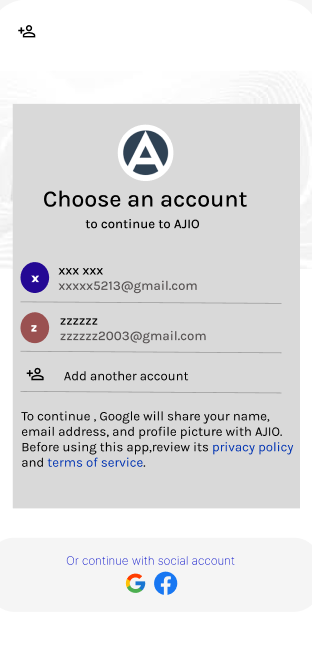 Choose an account
to continue to AJIO
x
xxx xxx
xxxxx5213@gmail.com
z
zzzzzz
zzzzzz2003@gmail.com
Add another account
To continue , Google will share your name,
email address, and profile picture with AJIO.
Before using this app,review its privacy policy
and terms of service.
Or continue with social account